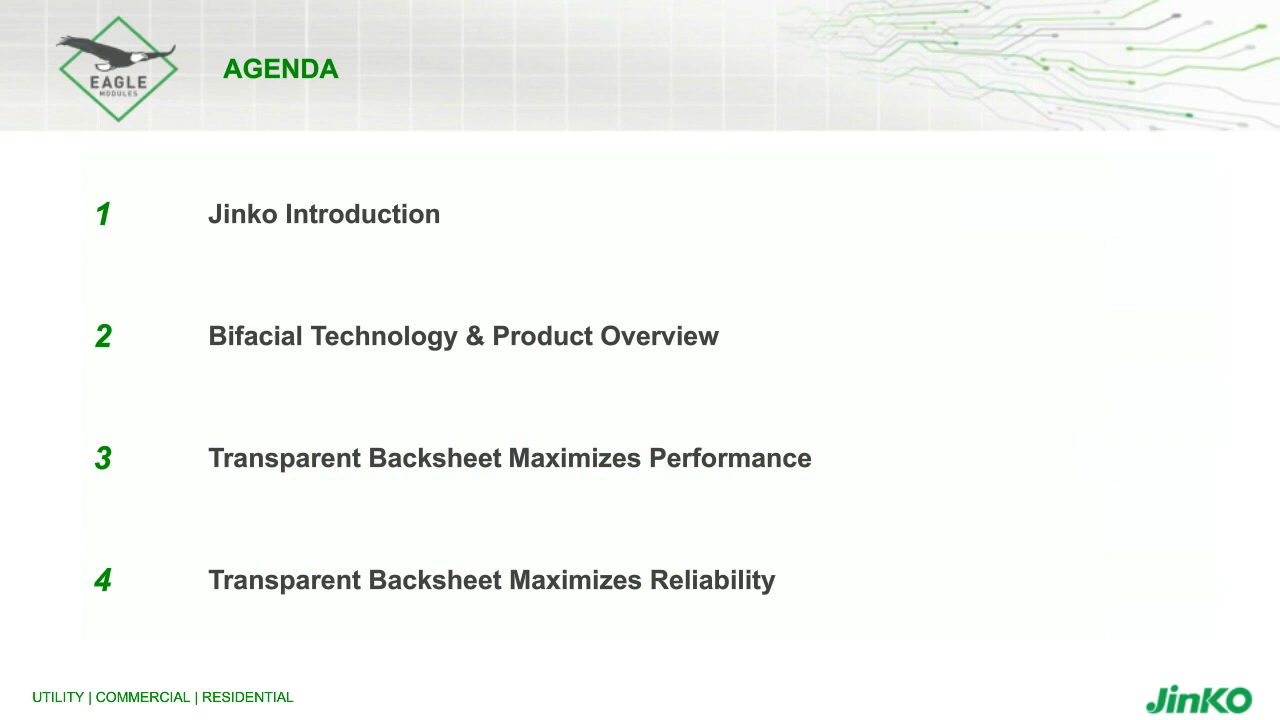 EAGLE
MODULES
AGENDA
1 Jinko Introduction
2 Bifacial Technology & Product Overview
3 Transparent Backsheet Maximizes Performance
4 Transparent Backsheet Maximizes Reliability
UTILITY | COMMERCIAL | RESIDENTIAL
JinKO